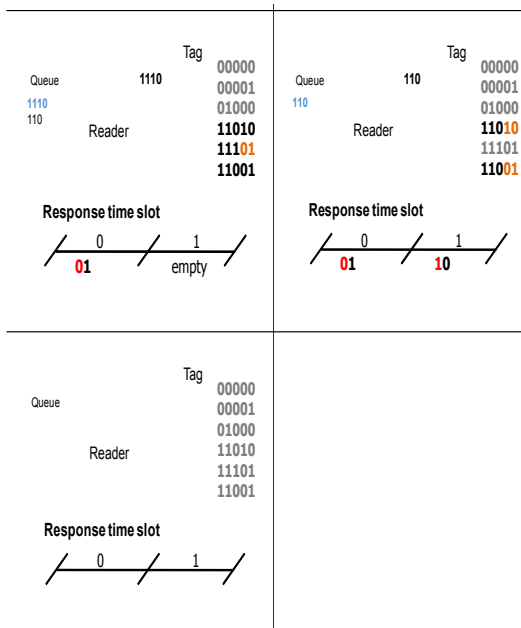 Tag
00000
Queue 1110 00001
1110 01000
110 Reader 11010
11101
11001
Response time slot
0 1
01 empty
Tag
00000
Queue 110 00001
110 01000
Reader 11010
11101
11001
Response time slot
0 1
01 10
Tag
00000
Queue 00001
01000
Reader 11010
11101
11001
Response time slot
0 1